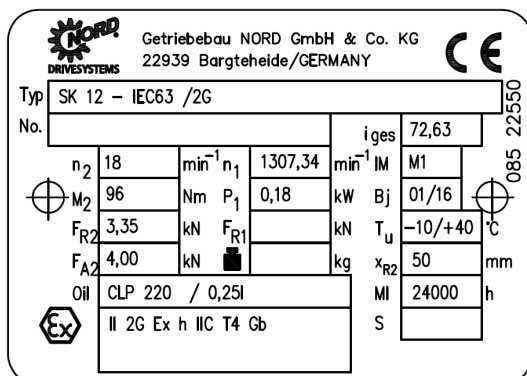 NORD
DRIVESYSTEMS
Getriebebau NORD GmbH & Co. KG
22939 Bargteheide/GERMANY
CE
Typ SK 12 - IEC63 /2G
No. i ges 72,63
n2 18 min-1 n1 1307,34 min-1 IM M1
M2 96 Nm P1 0,18 kW Bj 01/16
FR2 3,35 kN FR1 kN Tu -10/+40 °C
FA2 4,00 kN kg xR2 50 mm
Oil CLP 220 / 0,25l MI 24000 h
Ex II 2G Ex h IIC T4 Gb S
085 22550